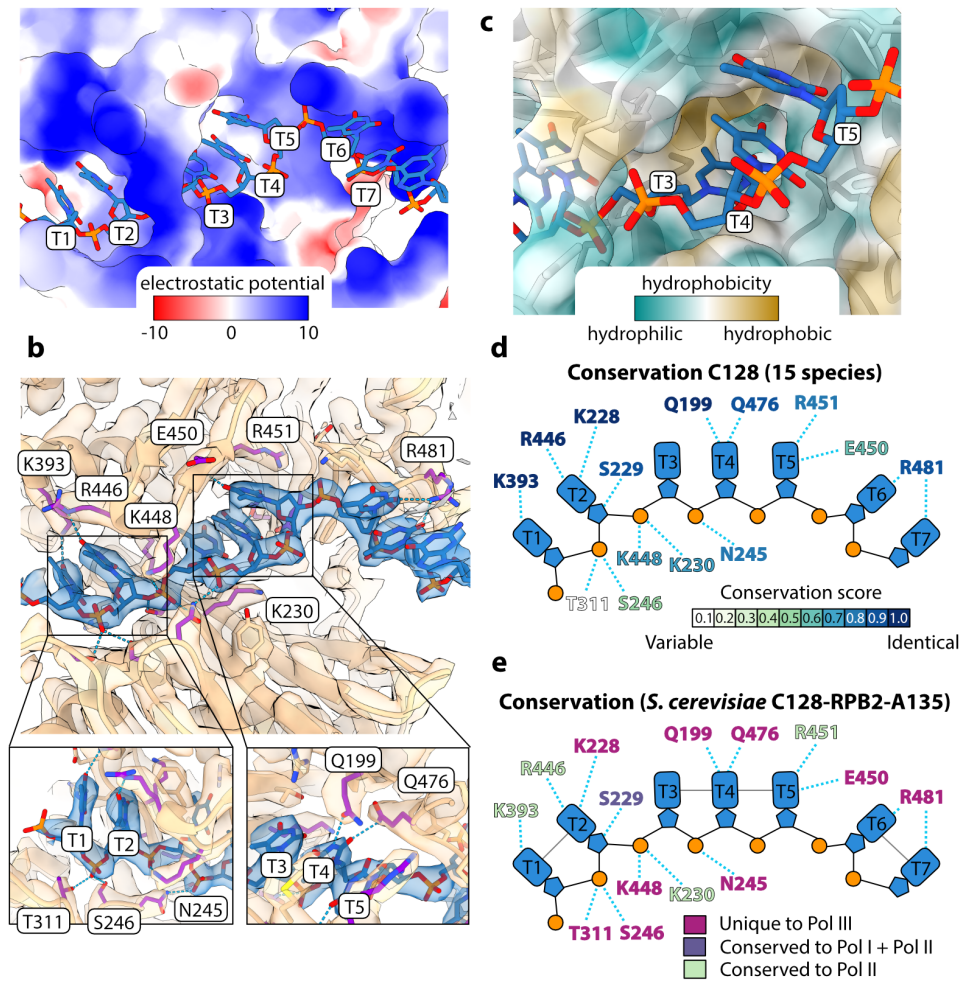 T1
T2
T3
T4
T5
T6
T7
electrostatic potential
-10 0 10
c
T3
T4
T5
hydrophobicity
hydrophilic hydrophobic
b
K393
R446
K448
E450
R451
R481
K230
T1
T2
T311
S246
N245
Q199
Q476
T3
T4
T5
d
Conservation C128 (15 species)
K393
R446
K228
S229
Q199
Q476
R451
E450
R481
T1
T2
T3
T4
T5
T6
T7
T311
S246
K448
K230
N245
Conservation score
0.1 0.2 0.3 0.4 0.5 0.6 0.7 0.8 0.9 1.0
Variable Identical
e
Conservation (S. cerevisiae C128-RPB2-A135)
K393
R446
K228
S229
Q199
Q476
R451
E450
R481
T1
T2
T3
T4
T5
T6
T7
T311
S246
K448
K230
N245
Unique to Pol III
Conserved to Pol I + Pol II
Conserved to Pol II